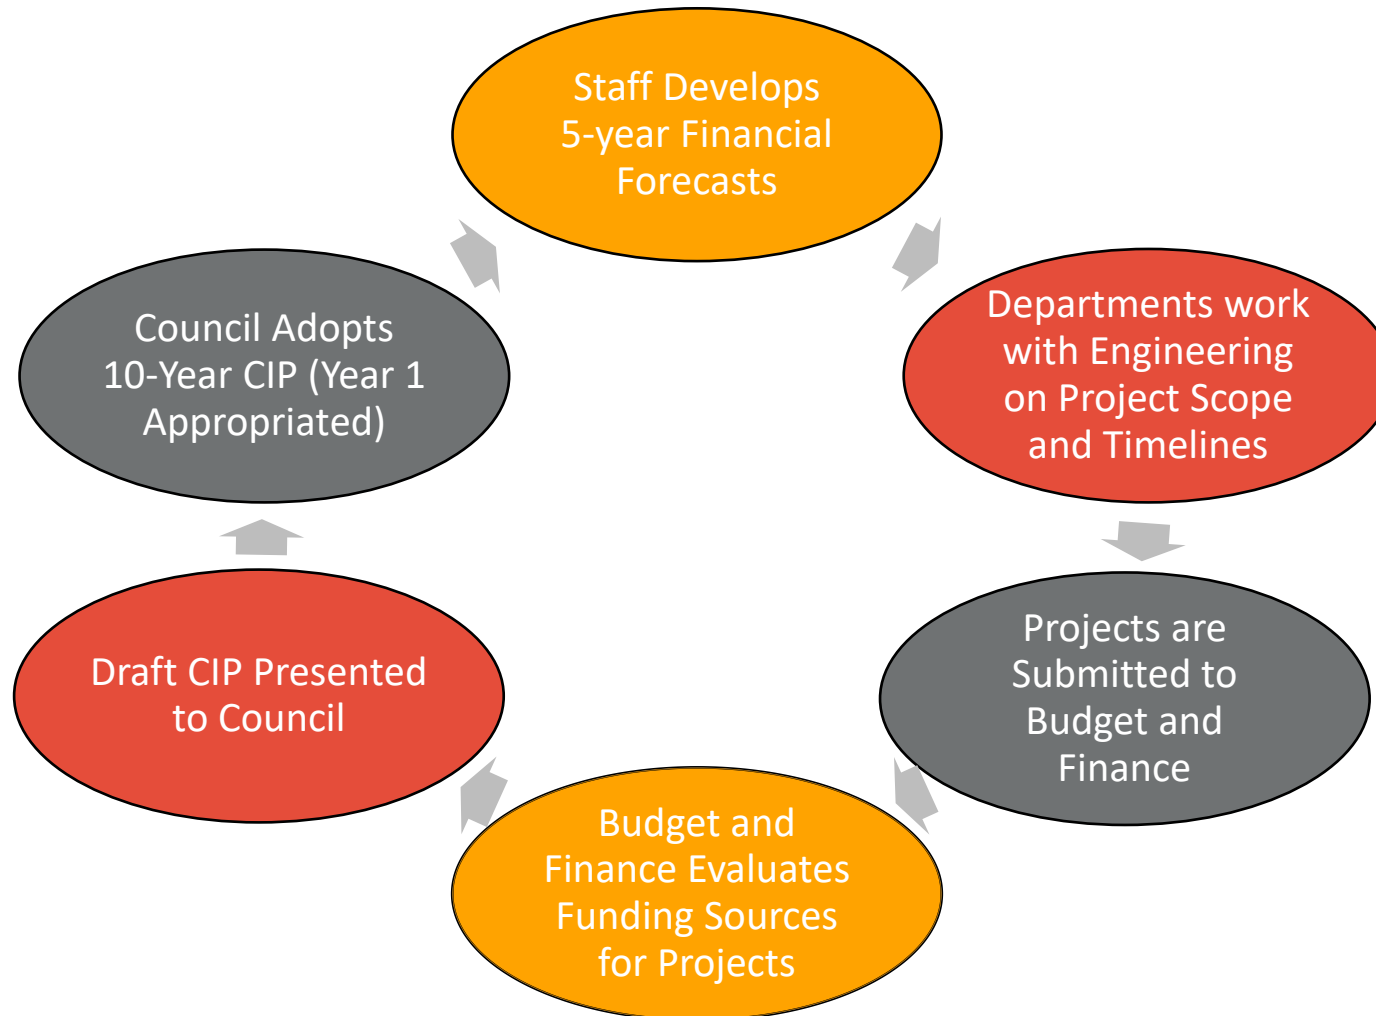 Staff Develops
5-year Financial
Forecasts
Departments work
with Engineering
on Project Scope
and Timelines
Projects are
Submitted to
Budget and
Finance
Budget and
Finance Evaluates
Funding Sources
for Projects
Draft CIP Presented
to Council
Council Adopts
10-Year CIP (Year 1
Appropriated)